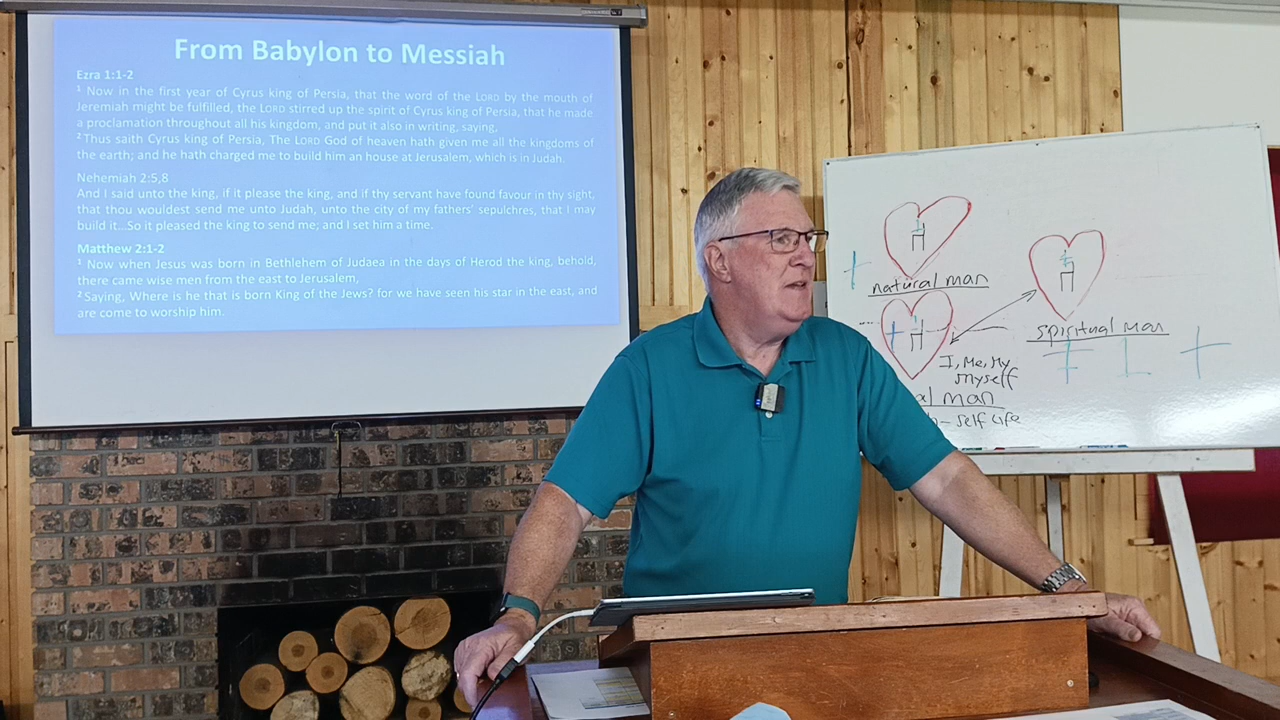 From Babylon to Messiah
Ezra 1:1-2
1 Now in the first year of Cyrus king of Persia, that the word of the LORD by the mouth of
Jeremiah might be fulfilled, the LORD stirred up the spirit of Cyrus king of Persia, that he made
a proclamation throughout all his kingdom, and put it also in writing, saying,
2 Thus saith Cyrus king of Persia, The LORD God of heaven hath given me all the kingdoms of
the earth; and he hath charged me to build him an house at Jerusalem, which is in Judah.
Nehemiah 2:5,8
And I said unto the king, if it please the king, and if thy servant have found favour in thy sight,
that thou wouldest send me unto Judah, unto the city of my fathers' sepulchres, that I may
build it...So it pleased the king to send me; and I set him a time.
Matthew 2:1-2
1 Now when Jesus was born in Bethlehem of Judaea in the days of Herod the king, behold,
there came wise men from the east to Jerusalem,
2 Saying, Where is he that is born King of the Jews? for we have seen his star in the east, and
are come to worship him.
natural man
spiritual man
I, Me, My
Myself
al man
- self life